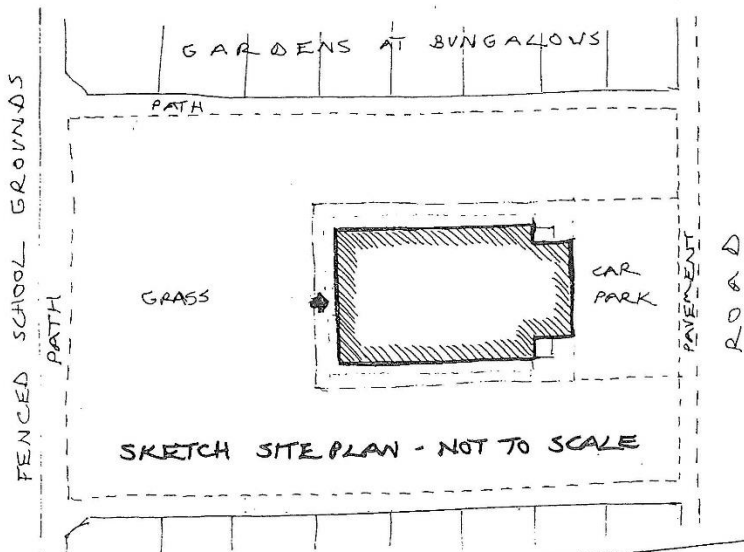 GARDENS AT BUNGALOWS
PATH
FENCED SCHOOL GROUNDS
PATH
GRASS
CAR
PARK
PAVEMENT
ROAD
SKETCH SITE PLAN - NOT TO SCALE